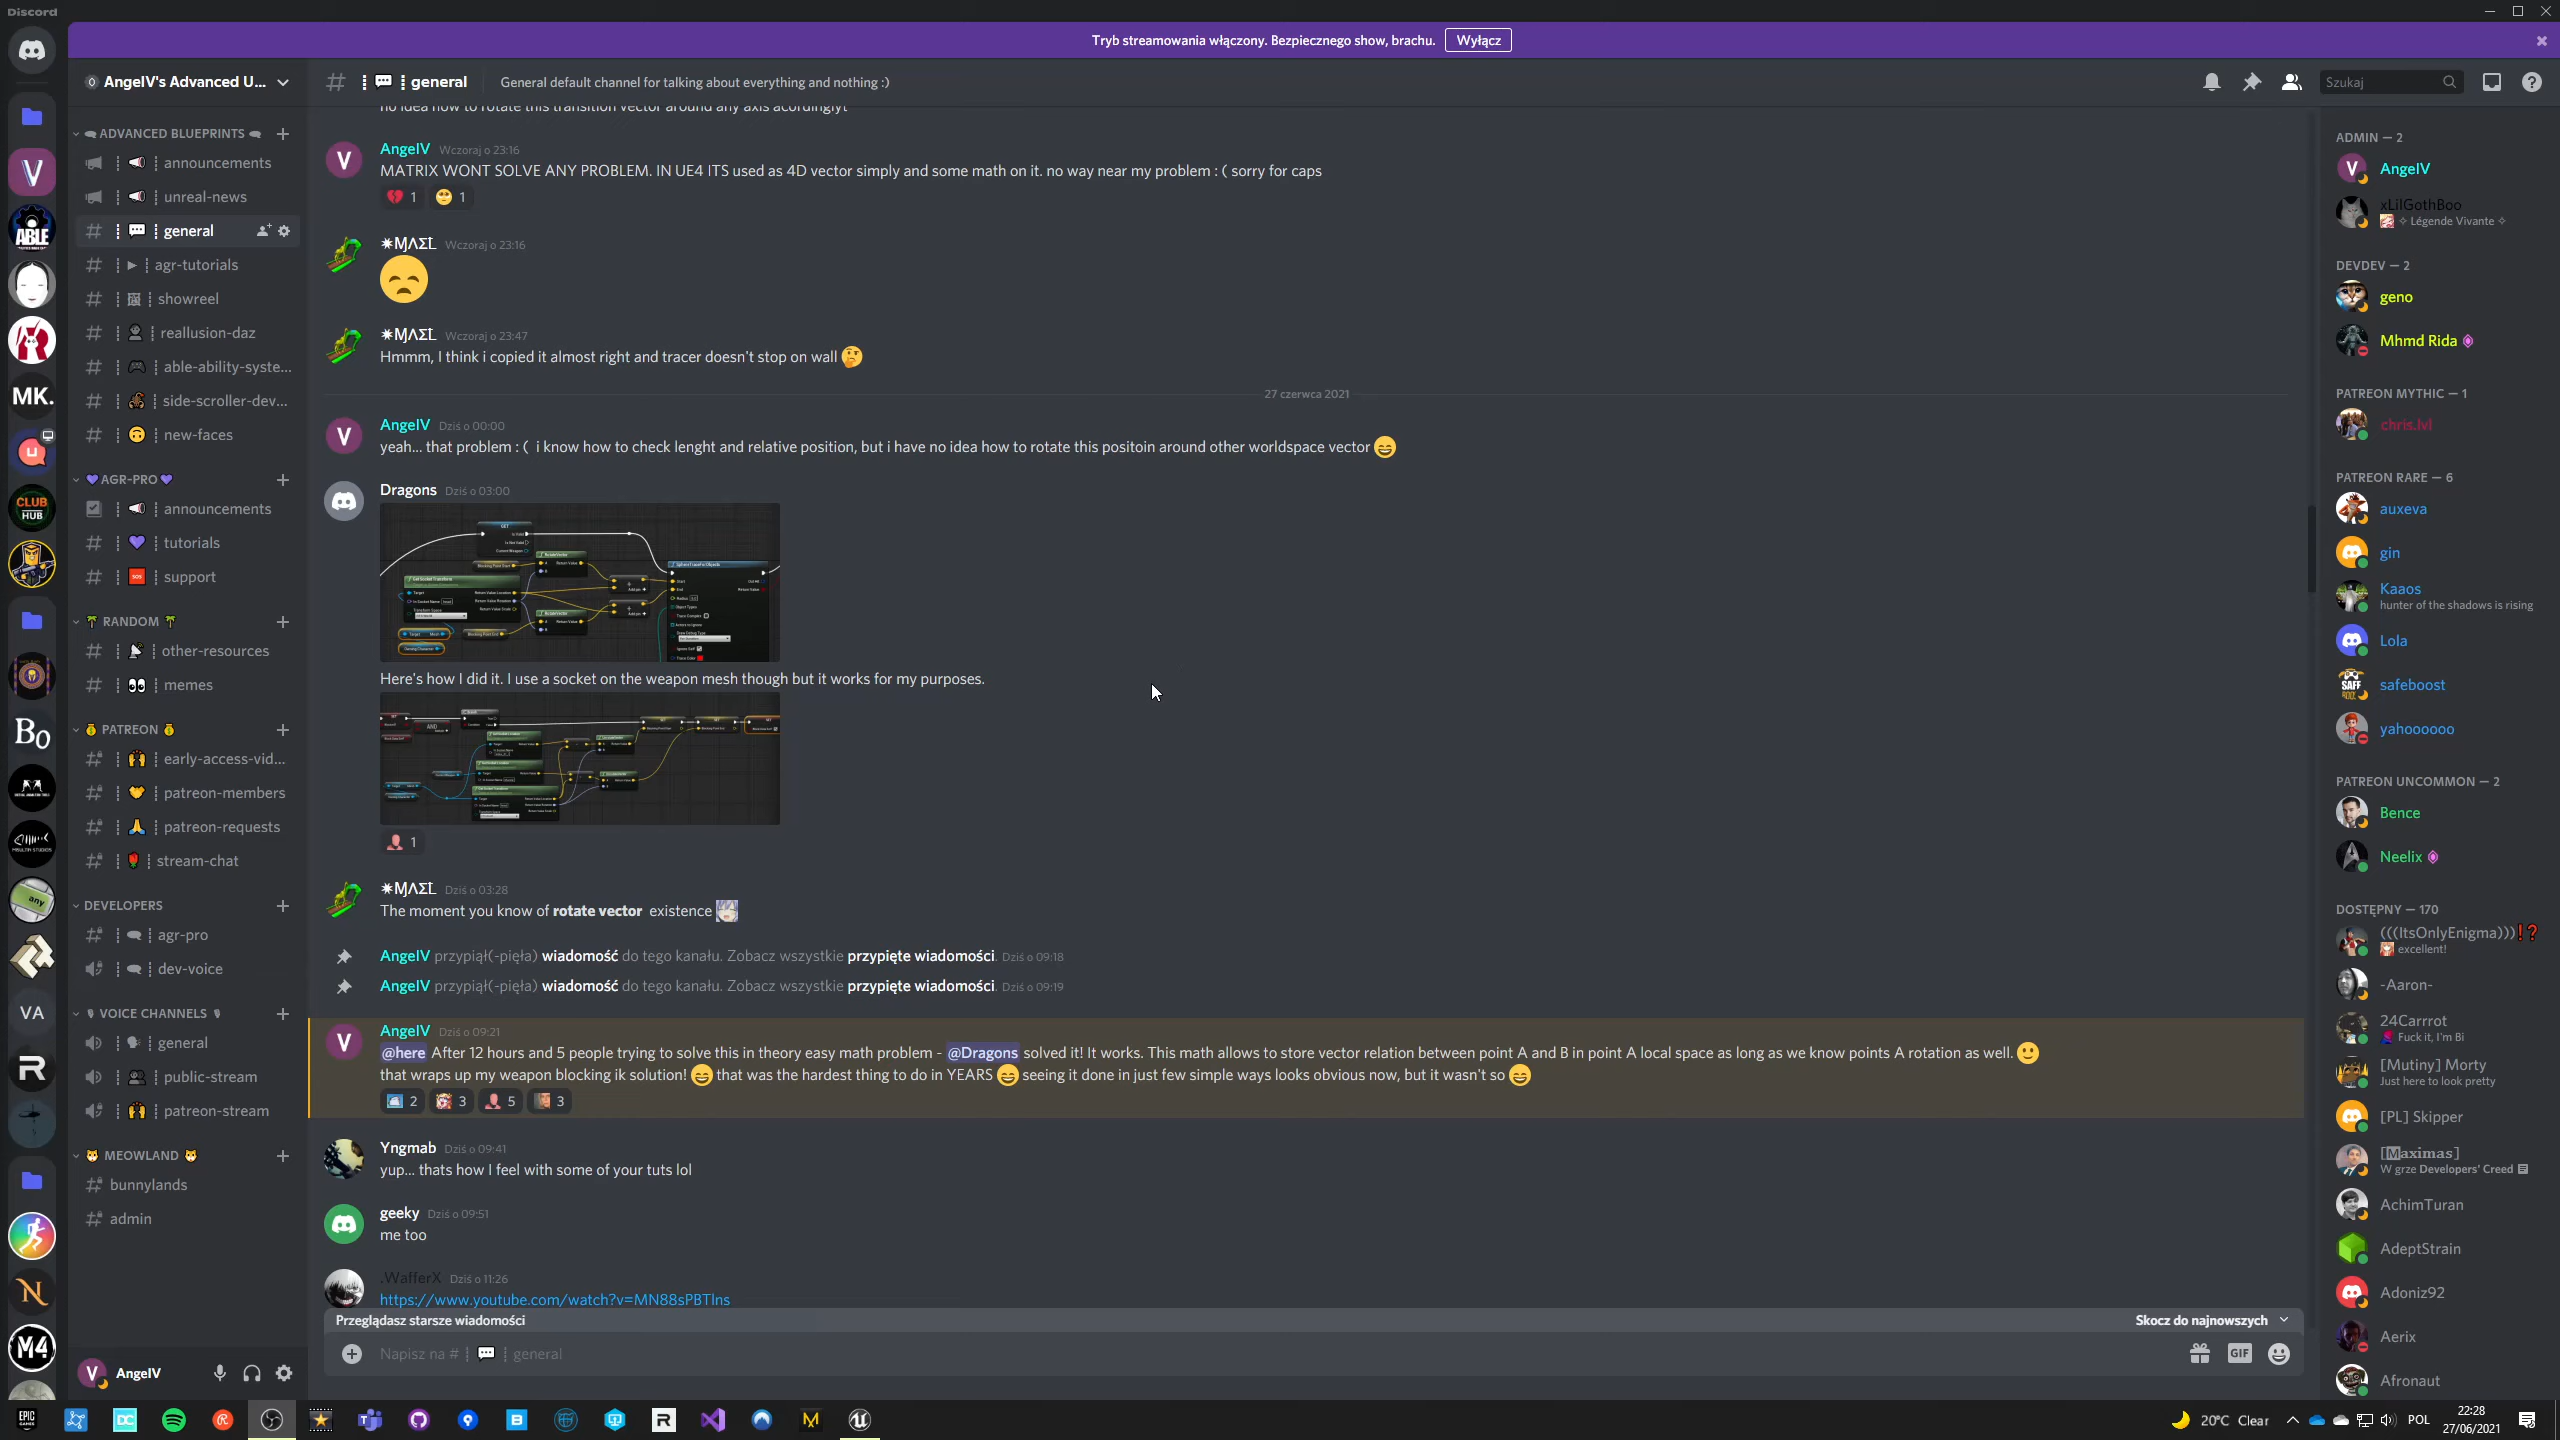 Discord
Tryb streamowania włączony. Bezpiecznego show, brachu. Wyłącz
AngelV's Advanced U...
general
General default channel for talking about everything and nothing :)
Szukaj
ADVANCED BLUEPRINTS
announcements
unreal-news
general
agr-tutorials
showreel
reallusion-daz
able-ability-syste...
side-scroller-dev...
new-faces
AGR-PRO
announcements
tutorials
support
RANDOM
other-resources
memes
PATREON
early-access-vid...
patreon-members
patreon-requests
stream-chat
DEVELOPERS
agr-pro
dev-voice
VOICE CHANNELS
general
public-stream
patreon-stream
MEOWLAND
bunnylands
admin
AngelV
V
ABLE
MK.
CLUB HUB
Bo
any
VA
R
N
M4
no idea how to rotate this transition vector around any axis acordinglyt
AngelV Wczoraj o 23:16
MATRIX WONT SOLVE ANY PROBLEM. IN UE4 ITS used as 4D vector simply and some math on it. no way near my problem : ( sorry for caps
1 1
Wczoraj o 23:16
Wczoraj o 23:47
Hmmm, I think i copied it almost right and tracer doesn't stop on wall
27 czerwca 2021
AngelV Dziś o 00:00
yeah... that problem : ( i know how to check lenght and relative position, but i have no idea how to rotate this positoin around other worldspace vector
Dragons Dziś o 03:00
Here's how I did it. I use a socket on the weapon mesh though but it works for my purposes.
1
Dziś o 03:28
The moment you know of rotate vector existence
AngelV przypiął(-pięła) wiadomość do tego kanału. Zobacz wszystkie przypięte wiadomości. Dziś o 09:18
AngelV przypiął(-pięła) wiadomość do tego kanału. Zobacz wszystkie przypięte wiadomości. Dziś o 09:19
AngelV Dziś o 09:21
@here After 12 hours and 5 people trying to solve this in theory easy math problem - @Dragons solved it! It works. This math allows to store vector relation between point A and B in point A local space as long as we know points A rotation as well.
that wraps up my weapon blocking ik solution! that was the hardest thing to do in YEARS seeing it done in just few simple ways looks obvious now, but it wasn't so
2 3 5 3
Yngmab Dziś o 09:41
yup... thats how I feel with some of your tuts lol
geeky Dziś o 09:51
me too
.WafferX Dziś o 11:26
https://www.youtube.com/watch?v=MN88sPBTlns
Przeglądasz starsze wiadomości
Skocz do najnowszych
Napisz na # general
GIF
ADMIN — 2
AngelV
xLilGothBoo
Légende Vivante
DEVDEV — 2
geno
Mhmd Rida
PATREON MYTHIC — 1
chris.lvl
PATREON RARE — 6
auxeva
gin
Kaaos
hunter of the shadows is rising
Lola
safeboost
yahoooooo
PATREON UNCOMMON — 2
Bence
Neelix
DOSTĘPNY — 170
(((ItsOnlyEnigma)))!?
excellent!
-Aaron-
24Carrrot
Fuck it, I'm Bi
[Mutiny] Morty
Just here to look pretty
[PL] Skipper
[Maximas]
W grze Developers' Creed
AchimTuran
AdeptStrain
Adoniz92
Aerix
Afronaut
20°C Clear
POL
22:28
27/06/2021